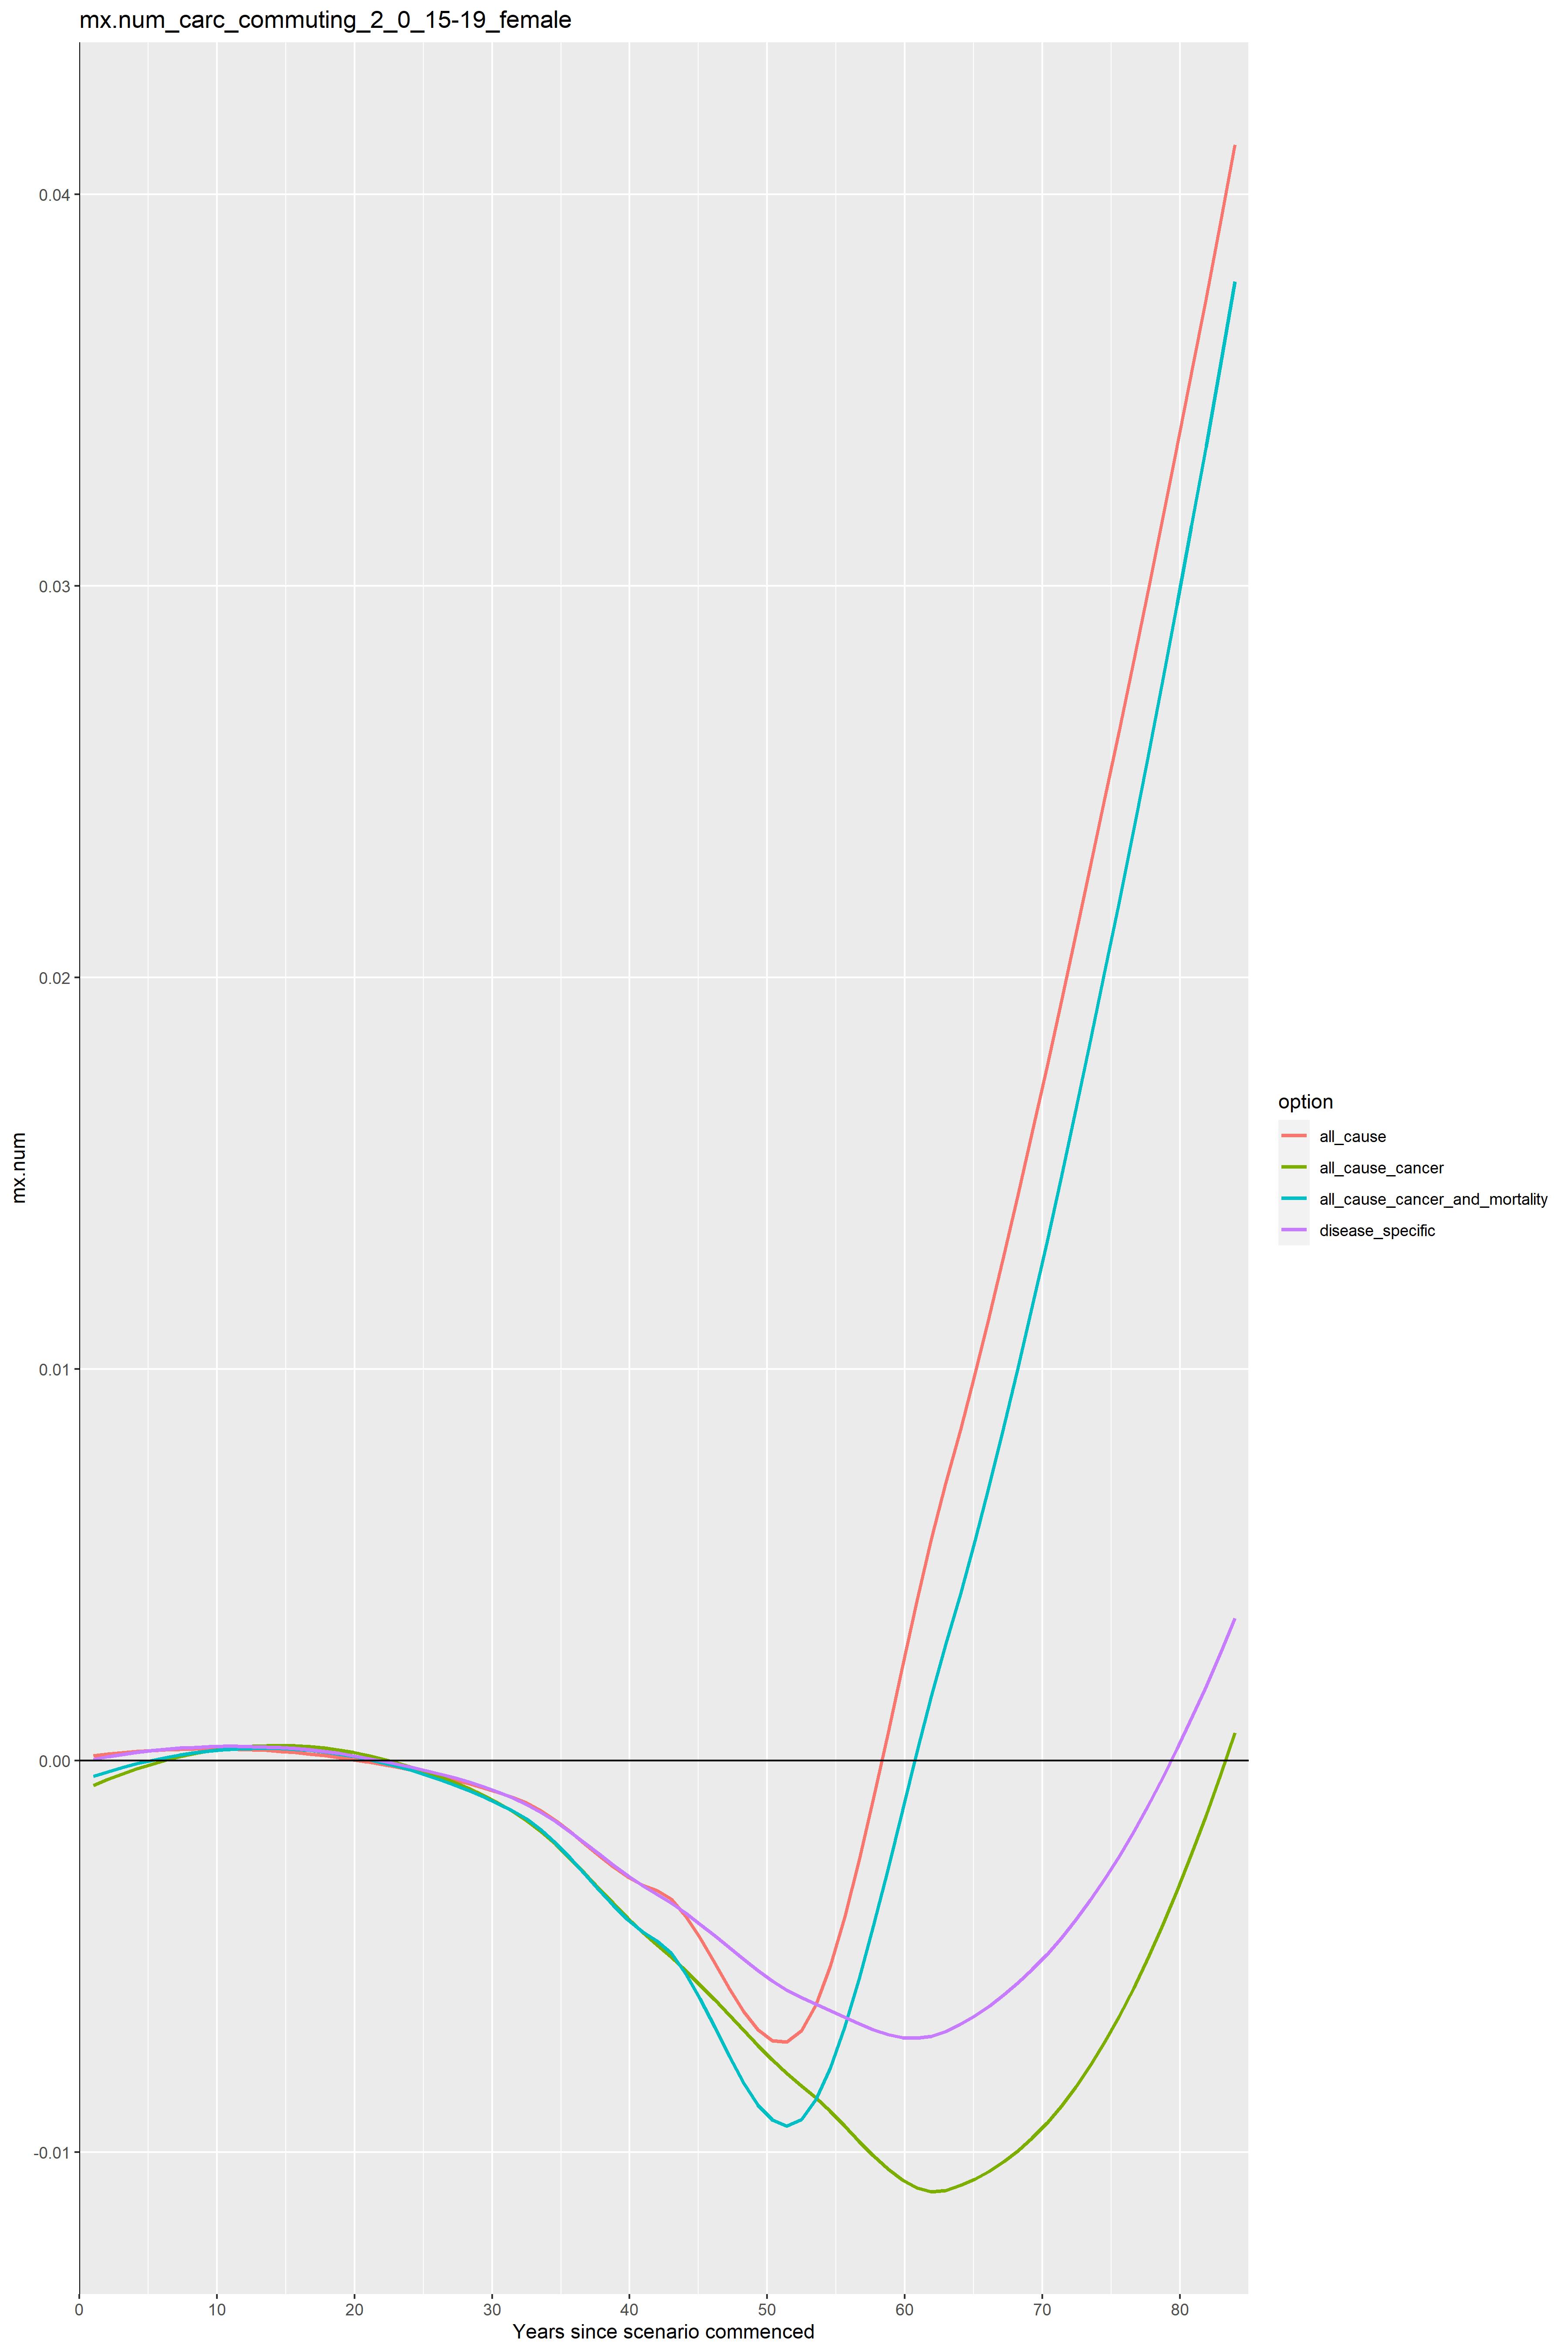 mx.num_carc_commuting_2_0_15-19_female
0.04
0.03
0.02
0.01
0.00
-0.01
mx.num
0 10 20 30 40 50 60 70 80
Years since scenario commenced
option
all_cause
all_cause_cancer
all_cause_cancer_and_mortality
disease_specific